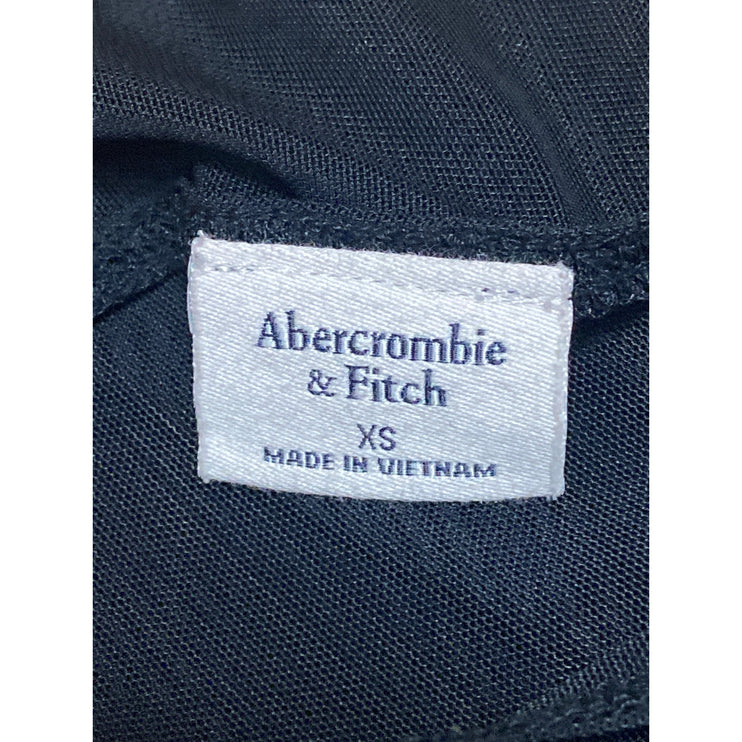 Abercrombie
& Fitch
XS
MADE IN VIETNAM